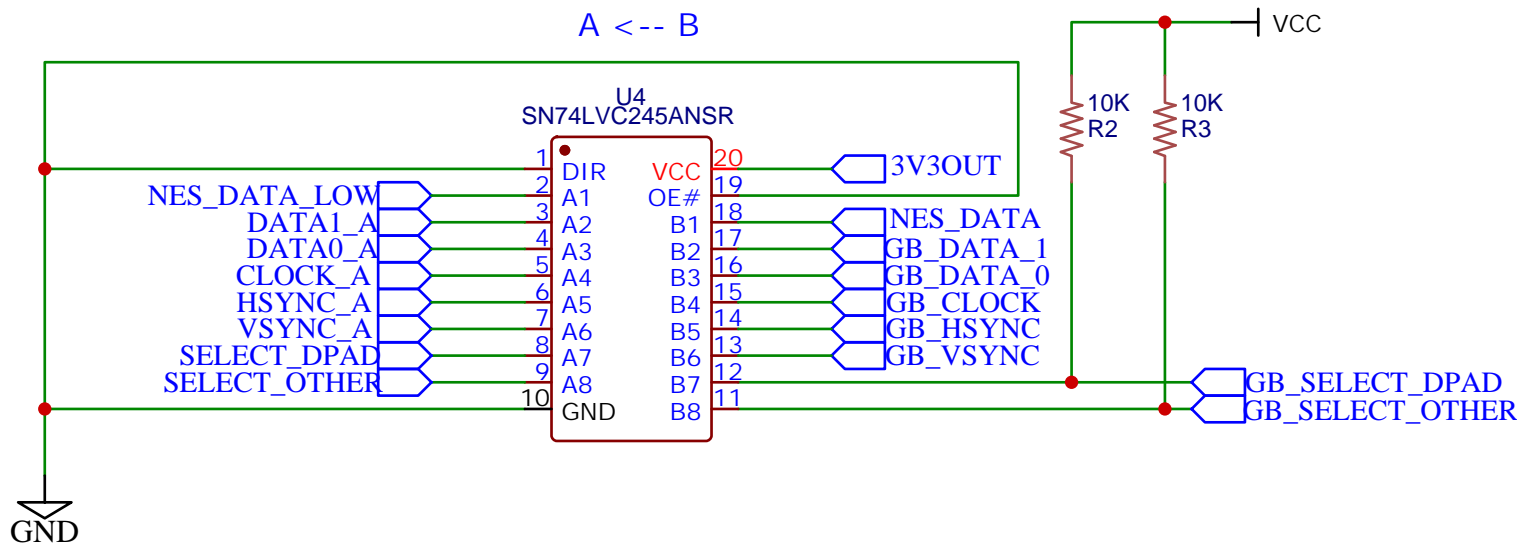 A <-- B
VCC
U4
SN74LVC245ANSR
10K
R2
10K
R3
1 DIR VCC 20 3V3OUT
NES_DATA_LOW 2 A1 OE# 19
DATA1_A 3 A2 B1 18 NES_DATA
DATA0_A 4 A3 B2 17 GB_DATA_1
CLOCK_A 5 A4 B3 16 GB_DATA_0
HSYNC_A 6 A5 B4 15 GB_CLOCK
VSYNC_A 7 A6 B5 14 GB_HSYNC
SELECT_DPAD 8 A7 B6 13 GB_VSYNC
SELECT_OTHER 9 A8 B7 12 GB_SELECT_DPAD
10 GND B8 11 GB_SELECT_OTHER
GND